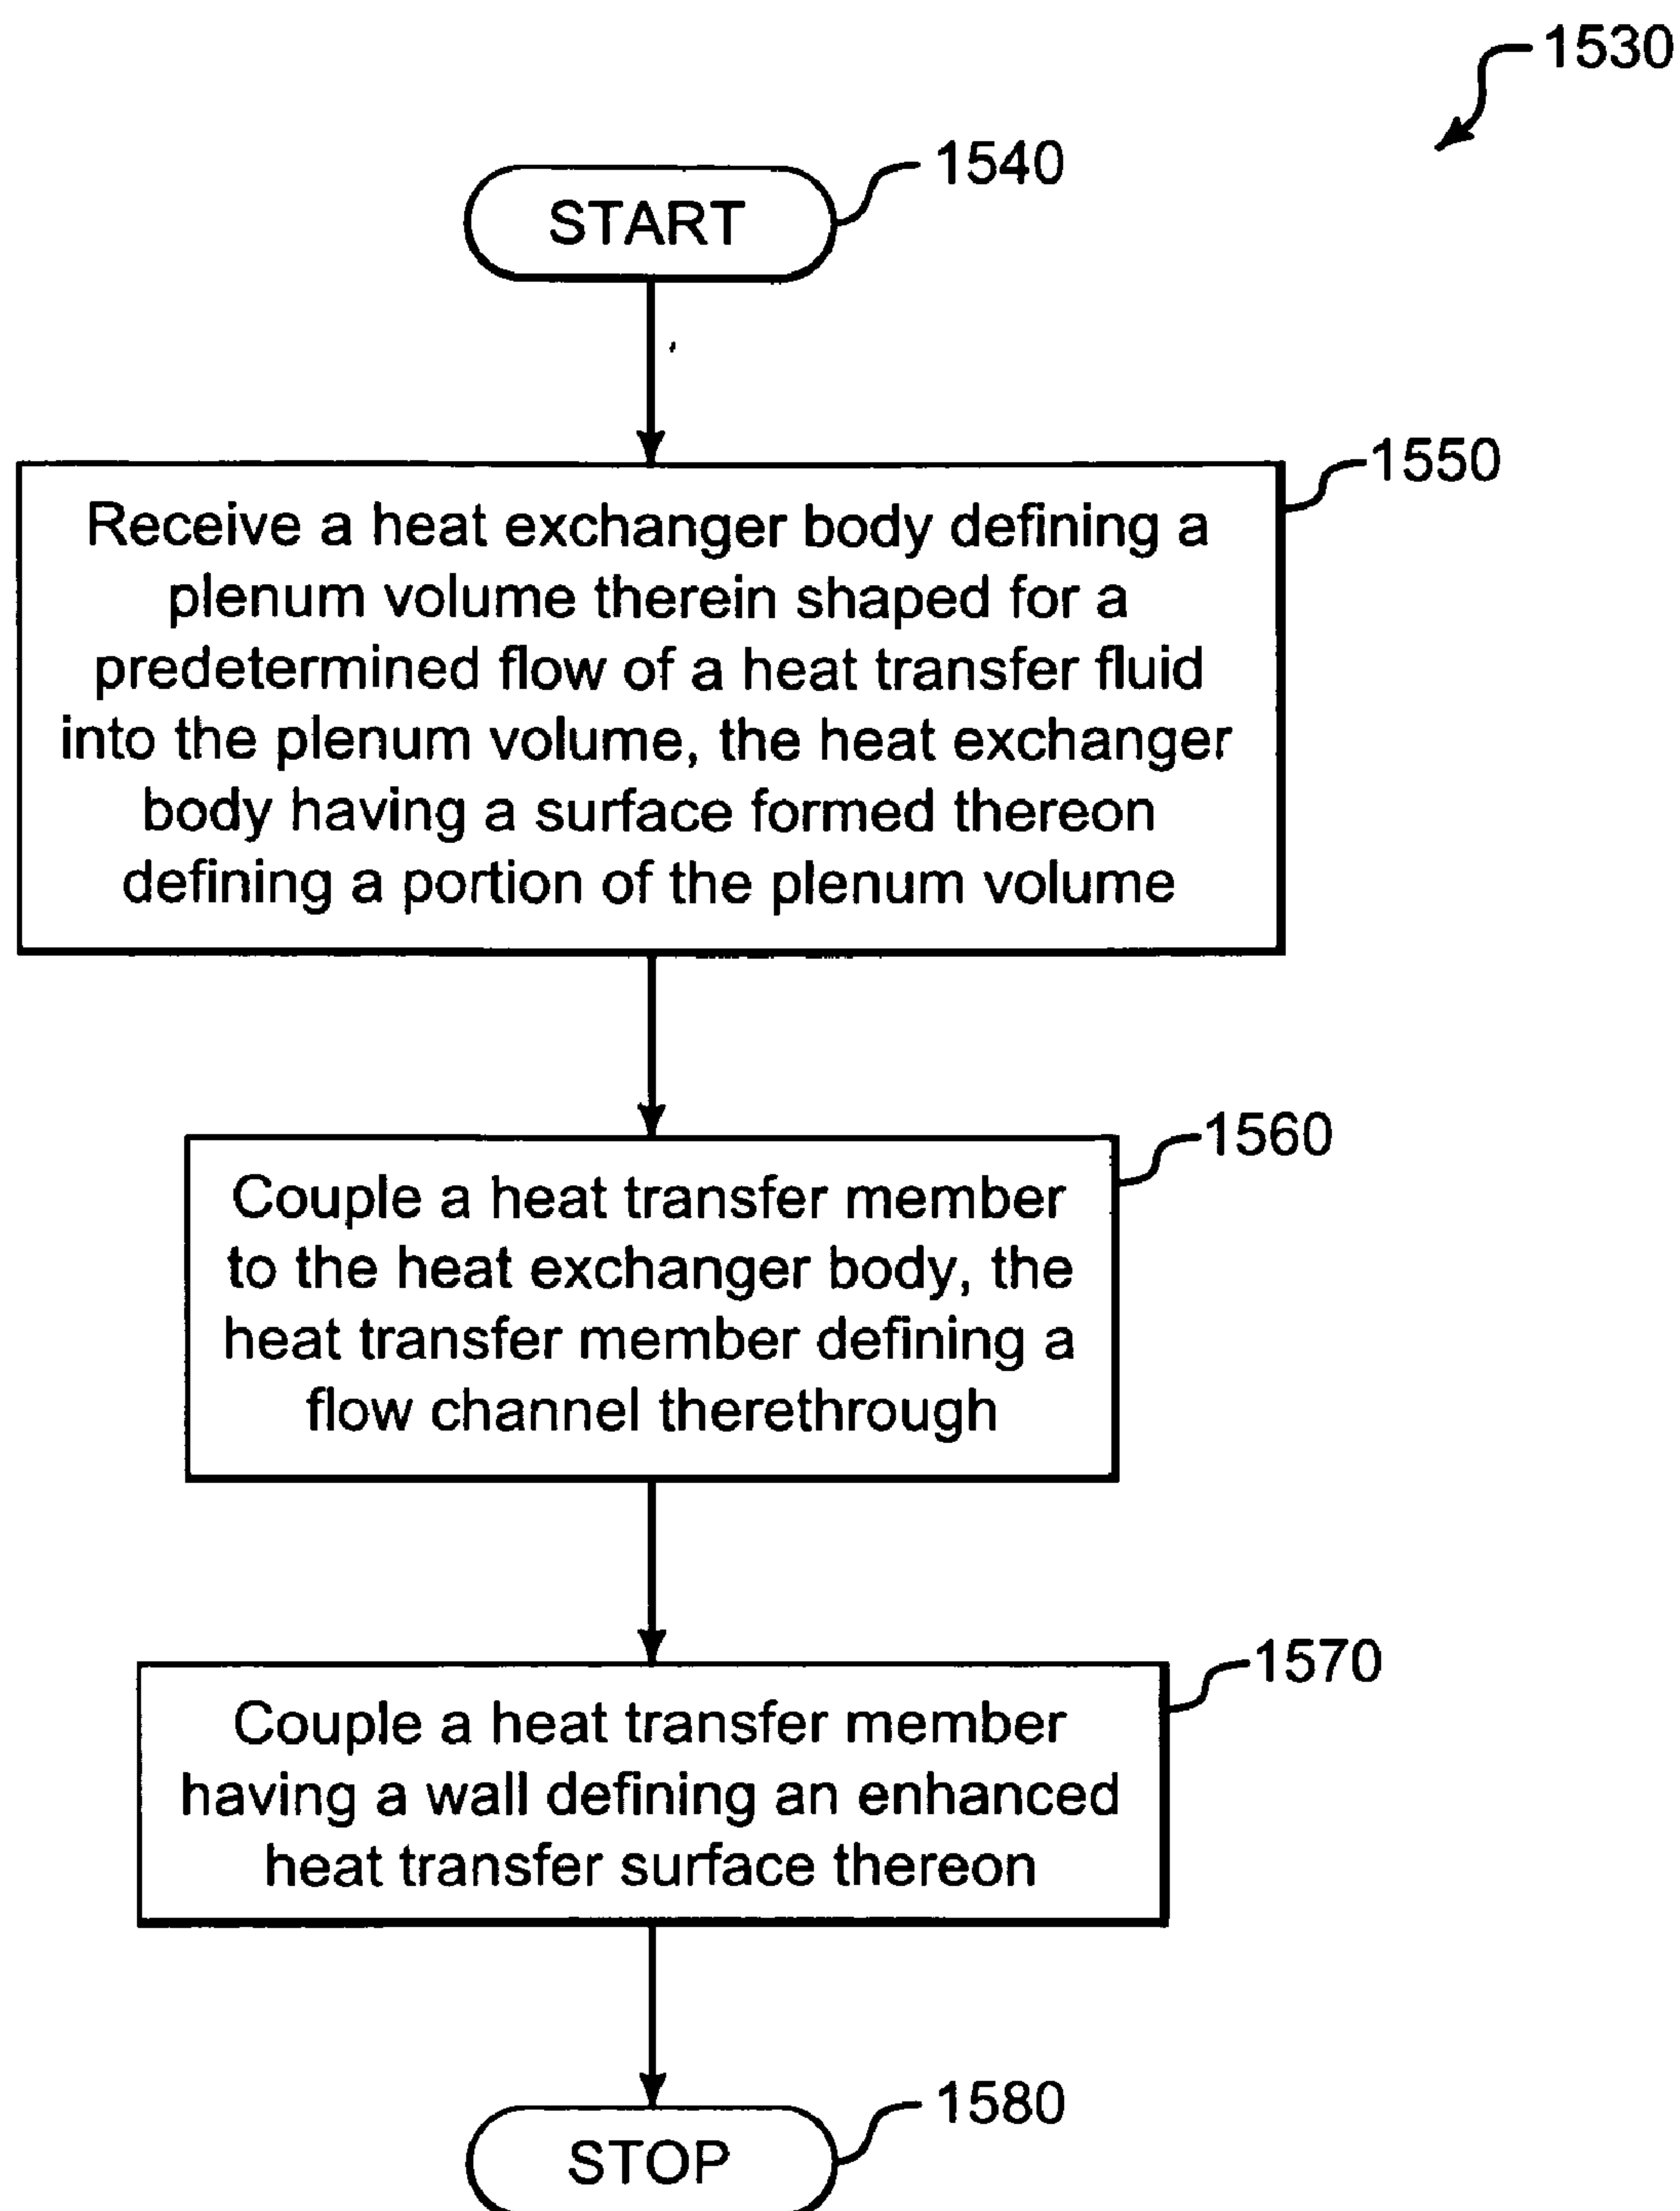 1530
1540
START
1550
Receive a heat exchanger body defining a
plenum volume therein shaped for a
predetermined flow of a heat transfer fluid
into the plenum volume, the heat exchanger
body having a surface formed thereon
defining a portion of the plenum volume
1560
Couple a heat transfer member
to the heat exchanger body, the
heat transfer member defining a
flow channel therethrough
1570
Couple a heat transfer member
having a wall defining an enhanced
heat transfer surface thereon
1580
STOP